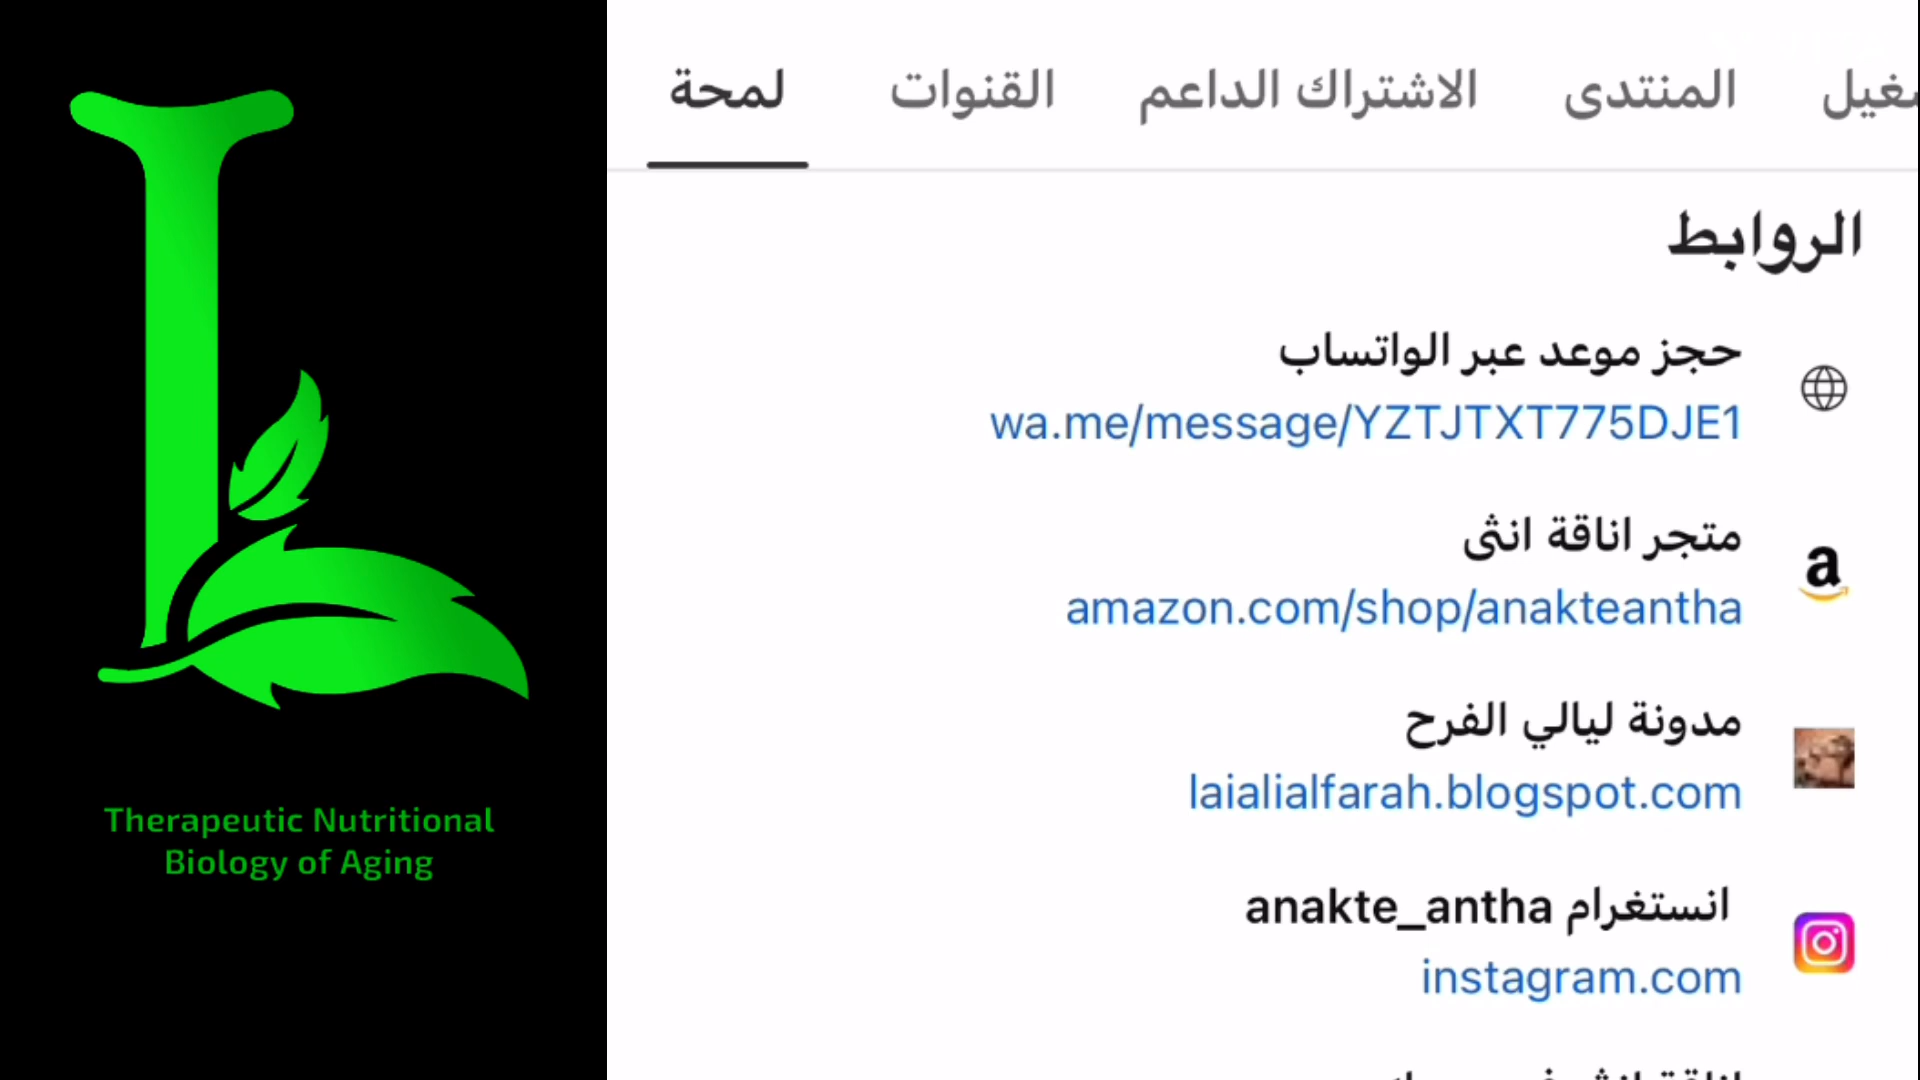 Therapeutic Nutritional
Biology of Aging
المنتدى الاشتراك الداعم القنوات لمحة
الروابط
حجز موعد عبر الواتساب
wa.me/message/YZTJTXT775DJE1
متجر اناقة انثى
amazon.com/shop/anakteantha
مدونة ليالي الفرح
laialialfarah.blogspot.com
انستغرام anakte_antha
instagram.com